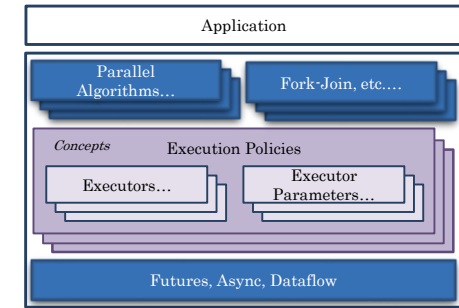 Application
Parallel
Algorithms…
Fork-Join, etc.…
Concepts
Execution Policies
Executors…
Executor
Parameters…
Futures, Async, Dataflow